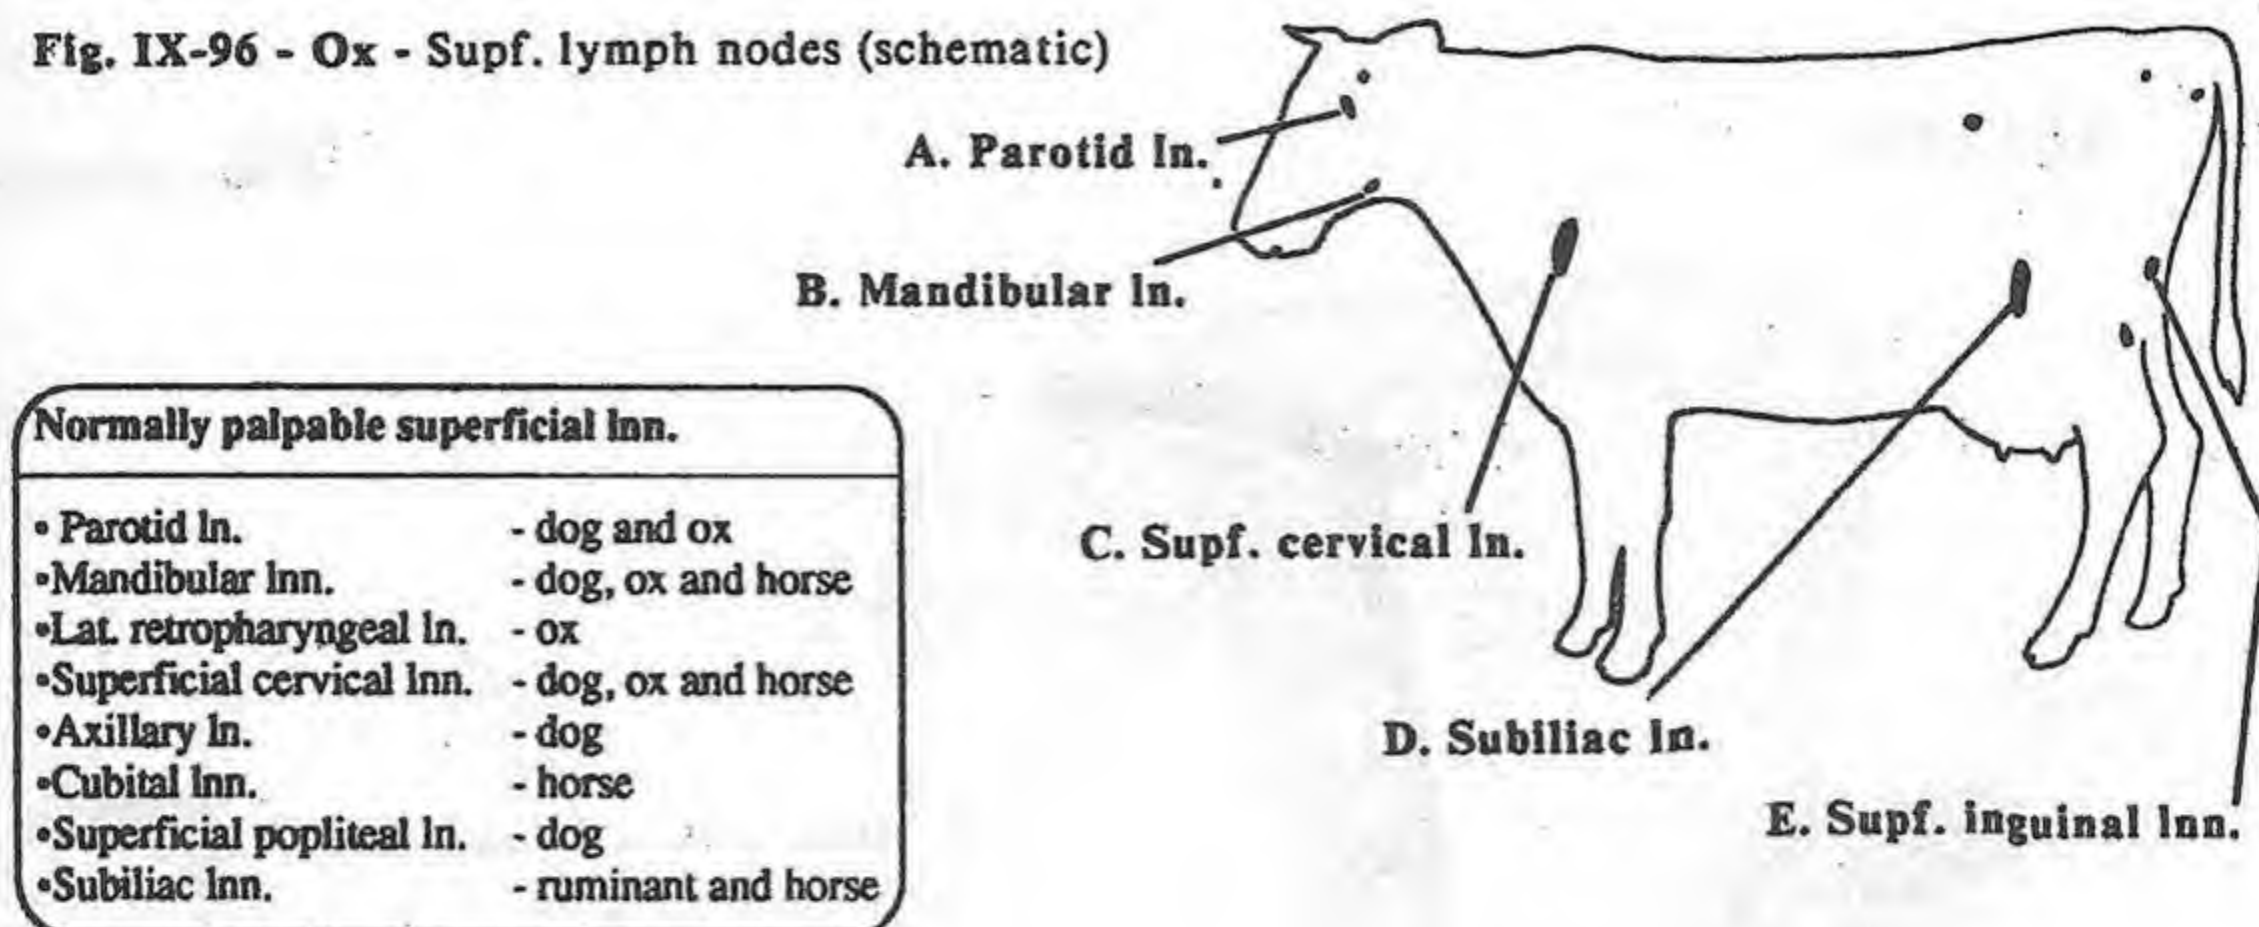 Fig. IX-96 - Ox - Supf. lymph nodes (schematic)
A. Parotid ln.
B. Mandibular ln.
C. Supf. cervical ln.
D. Subiliac ln.
E. Supf. inguinal lnn.
Normally palpable superficial lnn.
• Parotid ln. - dog and ox
•Mandibular lnn. - dog, ox and horse
•Lat. retropharyngeal ln. - ox
•Superficial cervical lnn. - dog, ox and horse
•Axillary ln. - dog
•Cubital lnn. - horse
•Superficial popliteal ln. - dog
•Subiliac lnn. - ruminant and horse